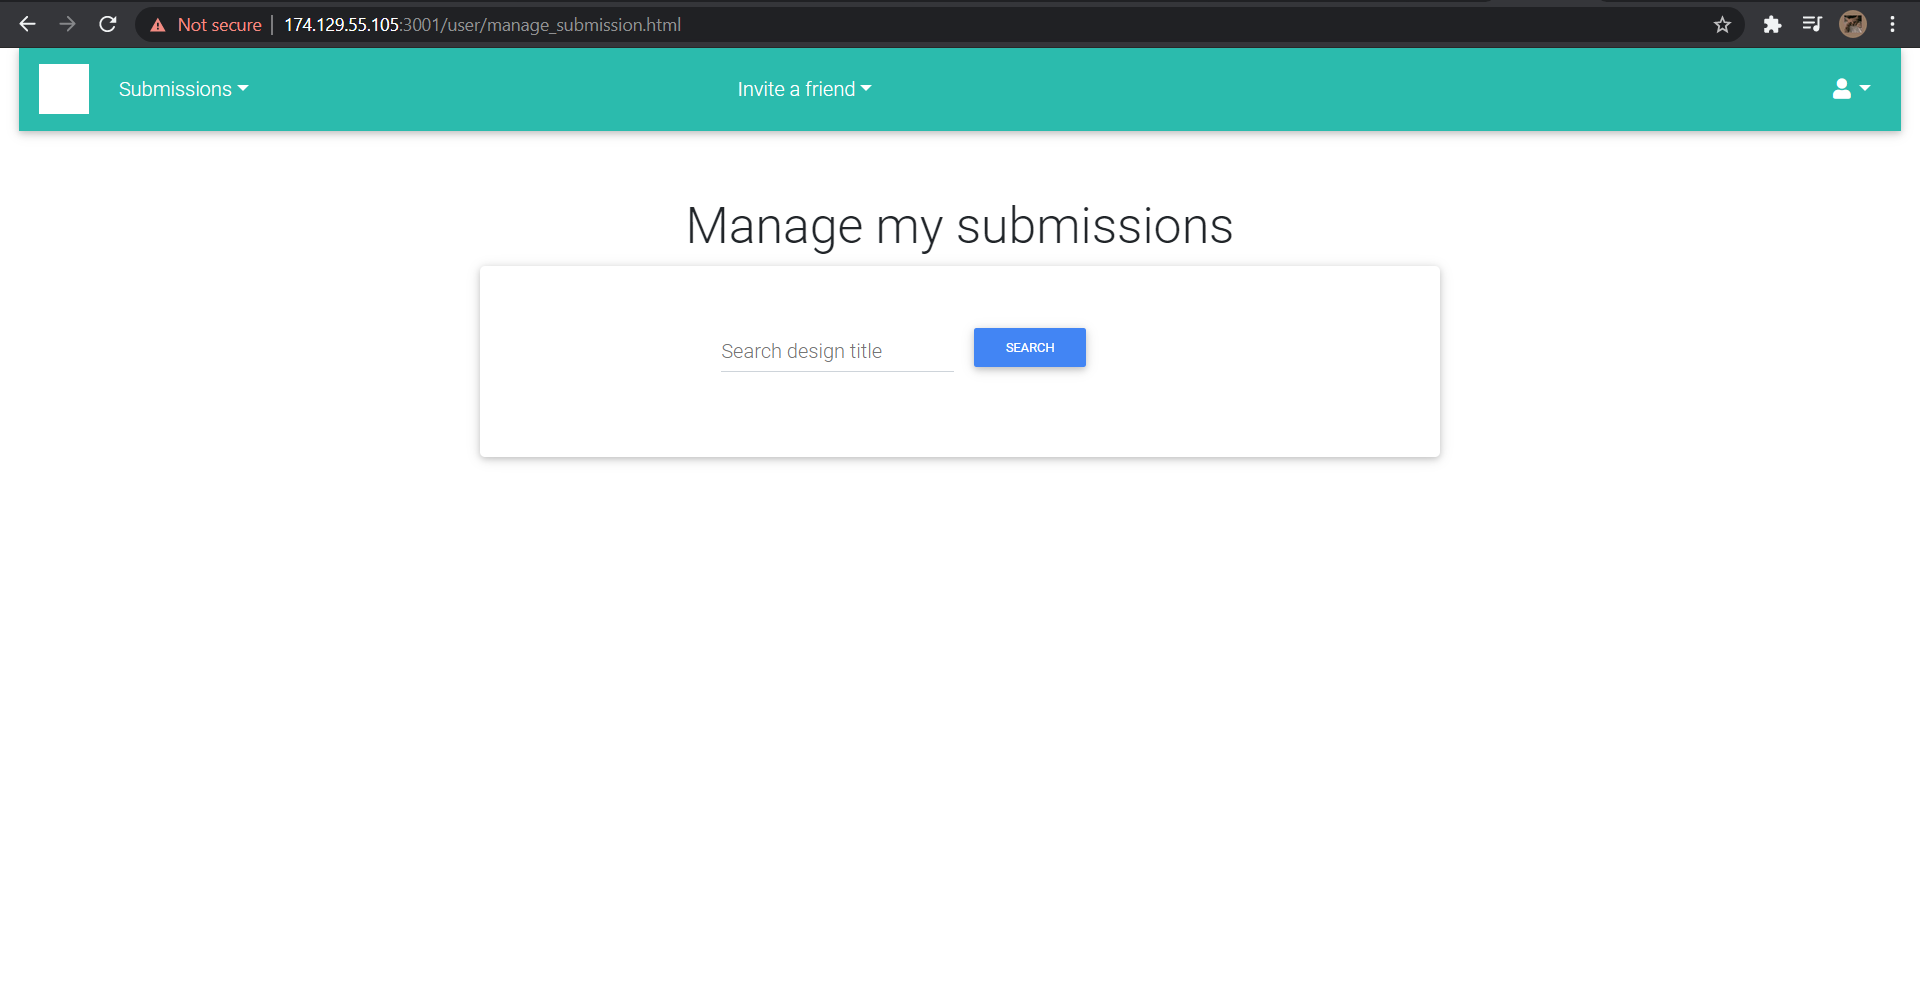 Not secure 174.129.55.105:3001/user/manage_submission.html
Submissions Invite a friend
Manage my submissions
Search design title SEARCH